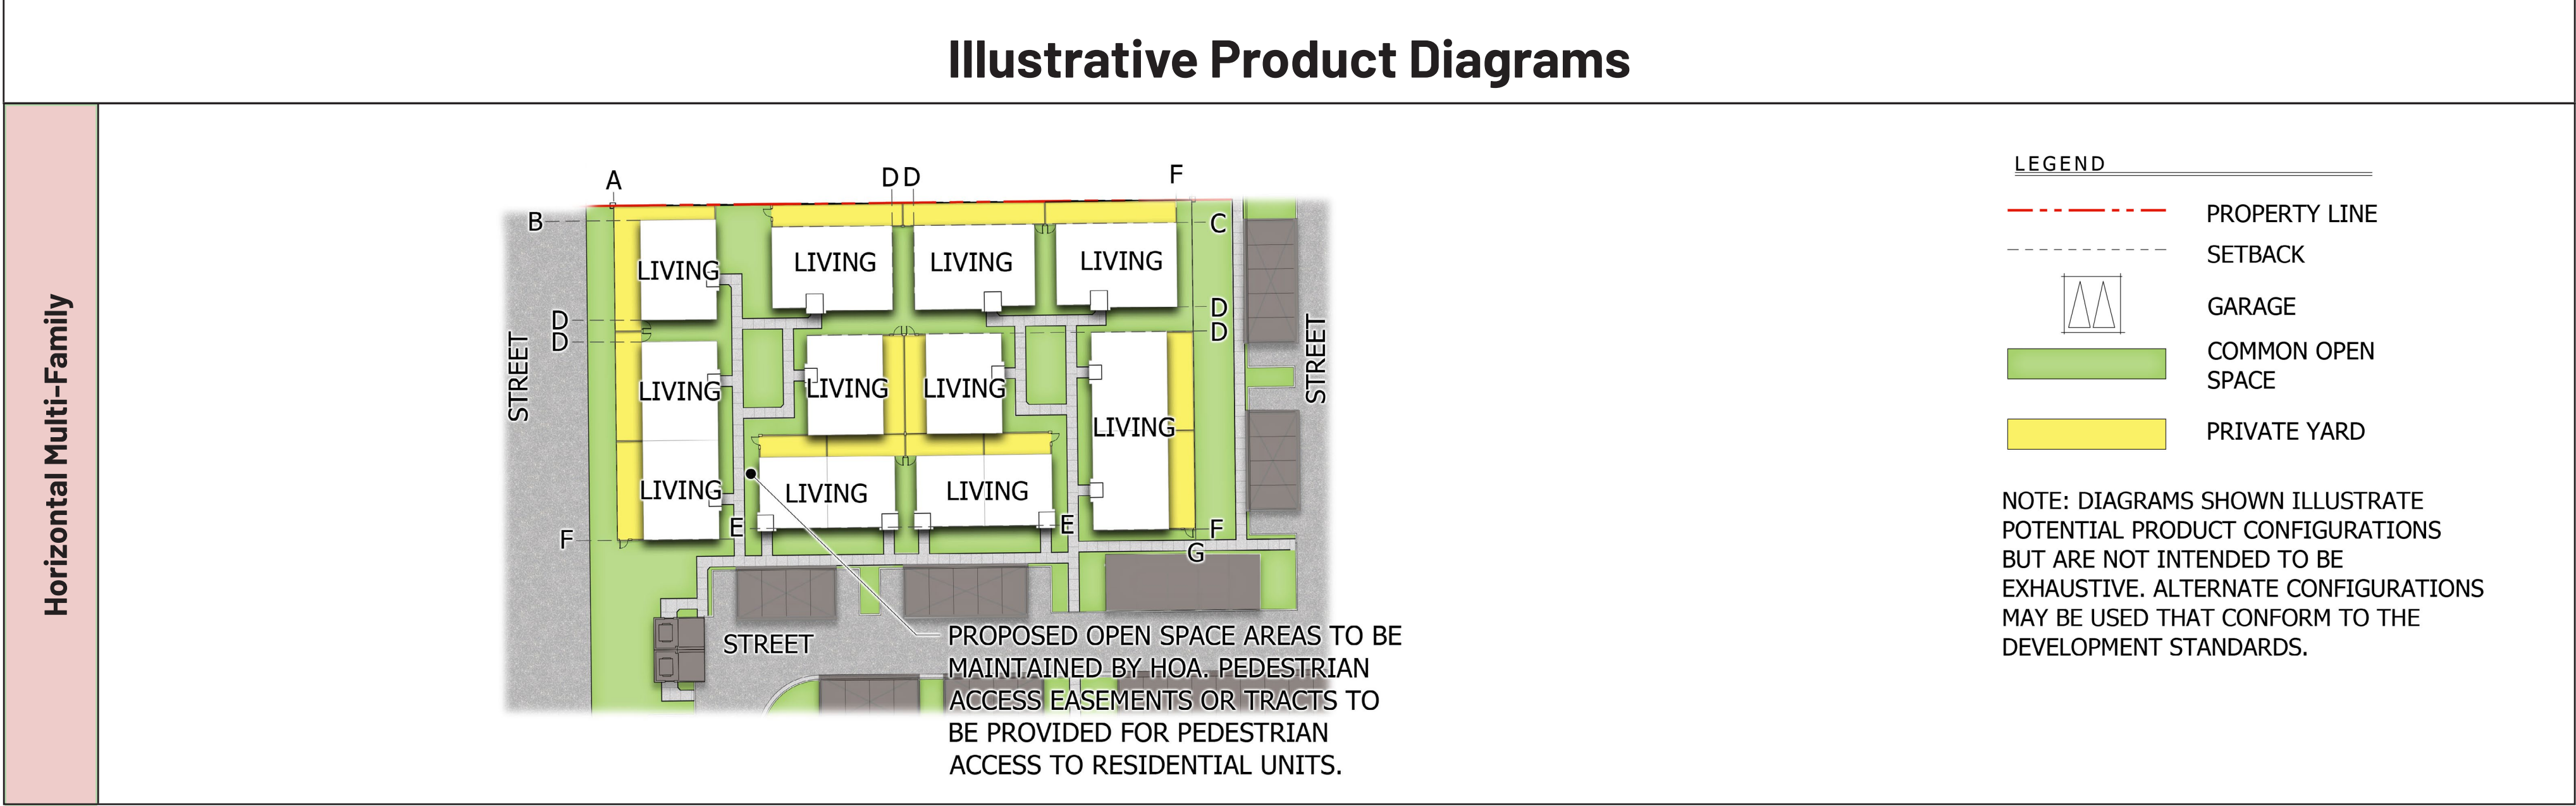 Illustrative Product Diagrams
Horizontal Multi-Family
A
D D
F
B
C
LIVING
LIVING
LIVING
LIVING
D
D
D
D
STREET
STREET
LIVING
LIVING
LIVING
LIVING
LIVING
LIVING
LIVING
E
E
F
F
G
STREET
PROPOSED OPEN SPACE AREAS TO BE
MAINTAINED BY HOA. PEDESTRIAN
ACCESS EASEMENTS OR TRACTS TO
BE PROVIDED FOR PEDESTRIAN
ACCESS TO RESIDENTIAL UNITS.
LEGEND
PROPERTY LINE
SETBACK
GARAGE
COMMON OPEN
SPACE
PRIVATE YARD
NOTE: DIAGRAMS SHOWN ILLUSTRATE
POTENTIAL PRODUCT CONFIGURATIONS
BUT ARE NOT INTENDED TO BE
EXHAUSTIVE. ALTERNATE CONFIGURATIONS
MAY BE USED THAT CONFORM TO THE
DEVELOPMENT STANDARDS.